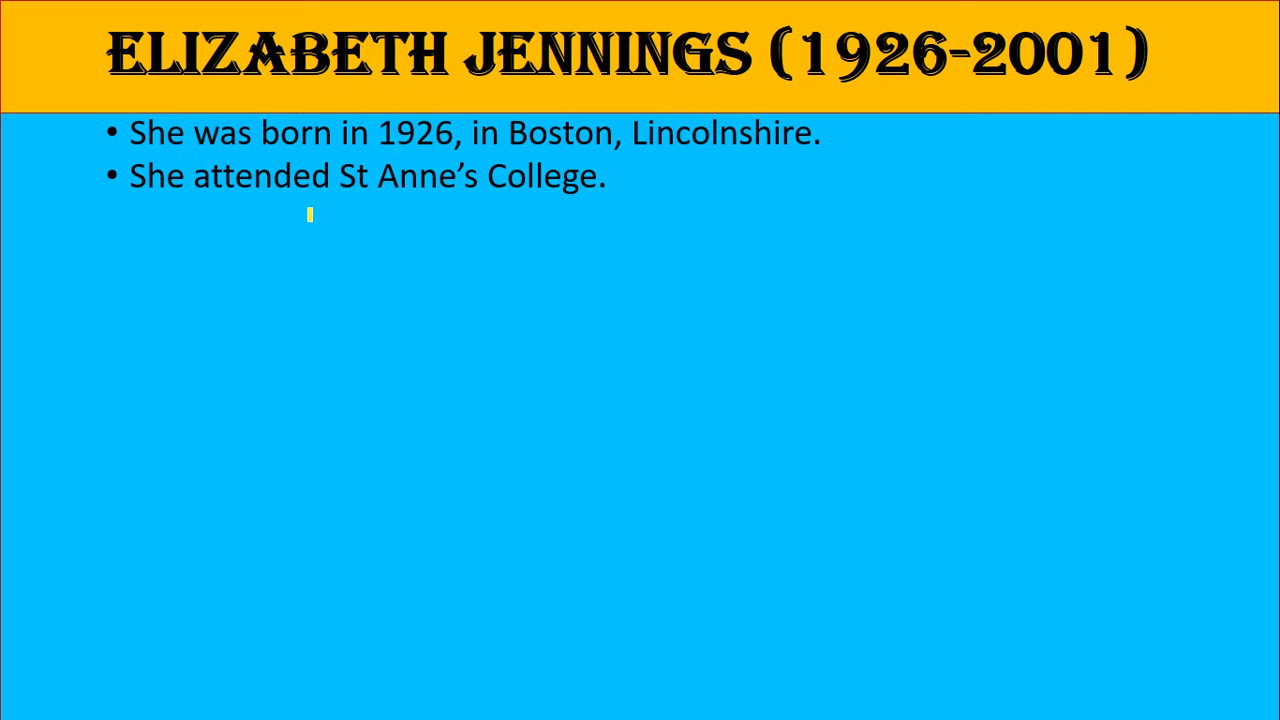 ELIZABETH JENNINGS (1926-2001)
• She was born in 1926, in Boston, Lincolnshire.
• She attended St Anne’s College.